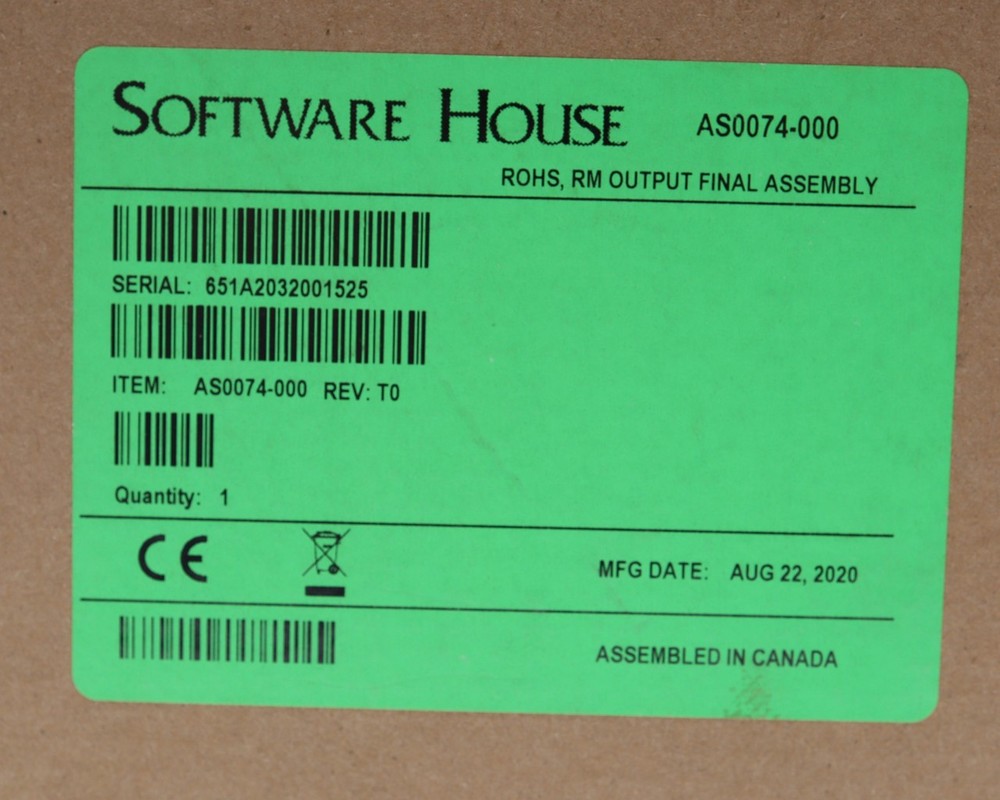 SOFTWARE HOUSE AS0074-000
ROHS, RM OUTPUT FINAL ASSEMBLY
SERIAL: 651A2032001525
ITEM: AS0074-000 REV: T0
Quantity: 1
CE
MFG DATE: AUG 22, 2020
ASSEMBLED IN CANADA